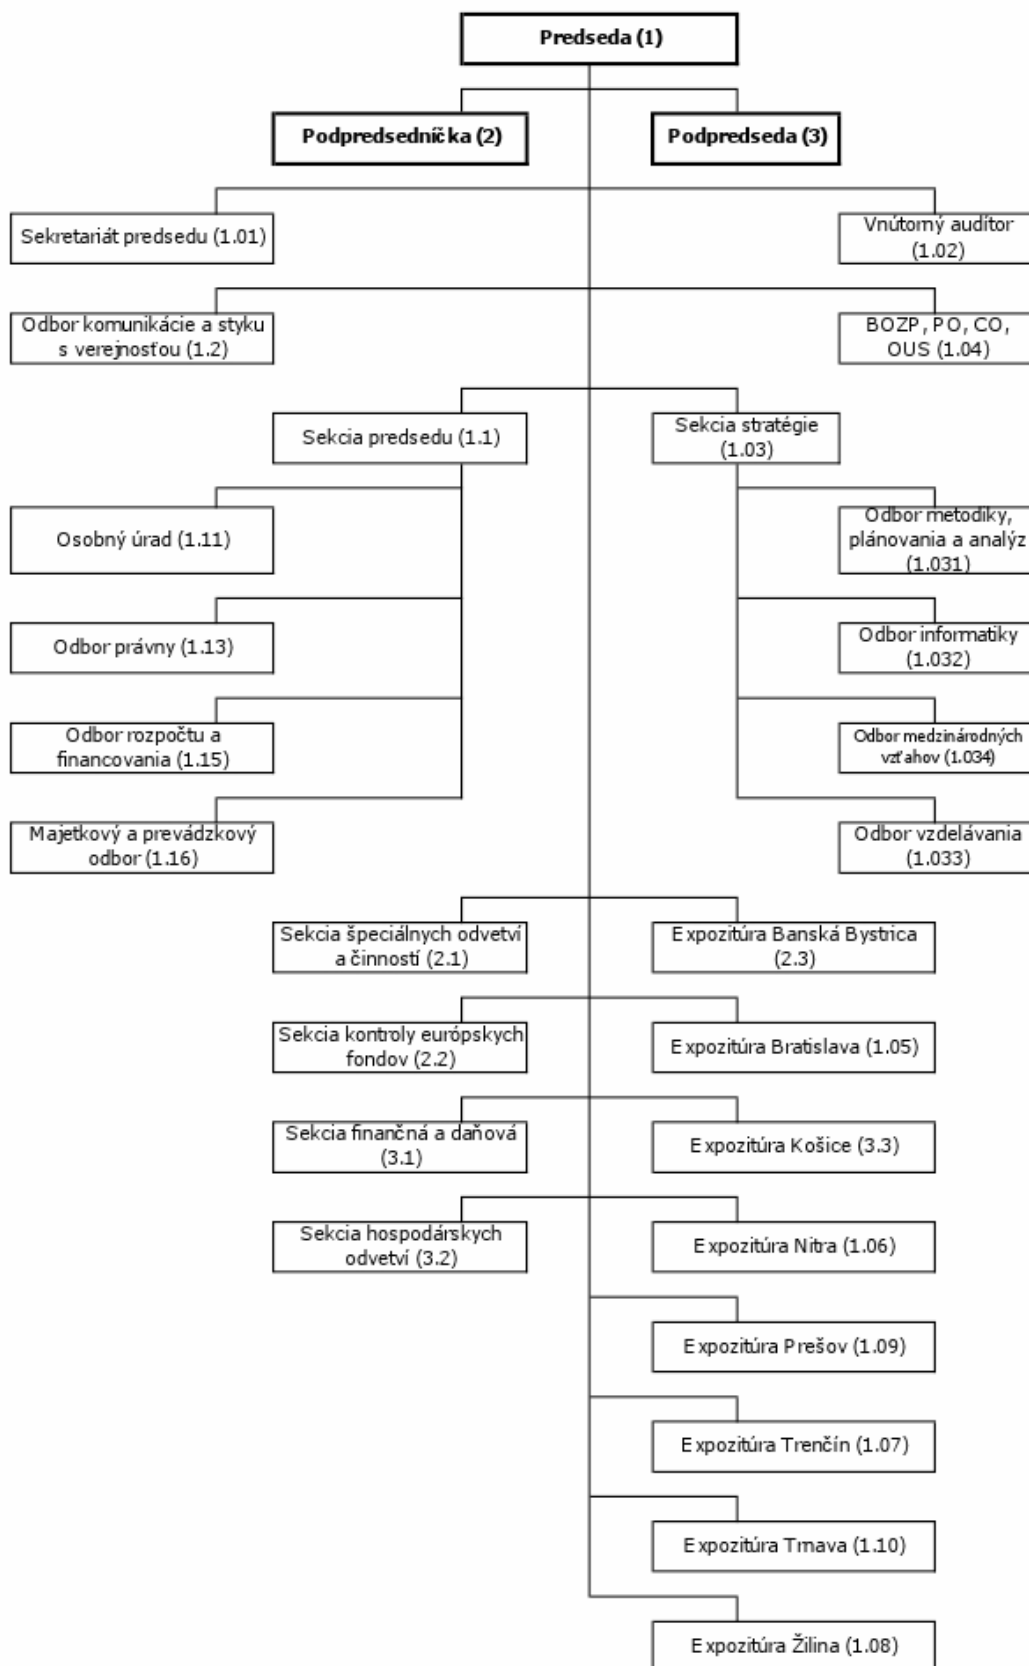 Predseda (1)
Podpredsedníčka (2)
Podpredseda (3)
Sekretariát predsedu (1.01)
Vnútorný audítor
(1.02)
Odbor komunikácie a styku
s verejnosťou (1.2)
BOZP, PO, CO,
OUS (1.04)
Sekcia predsedu (1.1)
Sekcia stratégie
(1.03)
Osobný úrad (1.11)
Odbor metodiky,
plánovania a analýz
(1.031)
Odbor právny (1.13)
Odbor informatiky
(1.032)
Odbor rozpočtu a
financovania (1.15)
Odbor medzinárodných
vzťahov (1.034)
Majetkový a prevádzkový
odbor (1.16)
Odbor vzdelávania
(1.033)
Sekcia špeciálnych odvetví
a činností (2.1)
Expozitúra Banská Bystrica
(2.3)
Sekcia kontroly európskych
fondov (2.2)
Expozitúra Bratislava (1.05)
Sekcia finančná a daňová
(3.1)
Expozitúra Košice (3.3)
Sekcia hospodárskych
odvetví (3.2)
Expozitúra Nitra (1.06)
Expozitúra Prešov (1.09)
Expozitúra Trenčín (1.07)
Expozitúra Trnava (1.10)
Expozitúra Žilina (1.08)